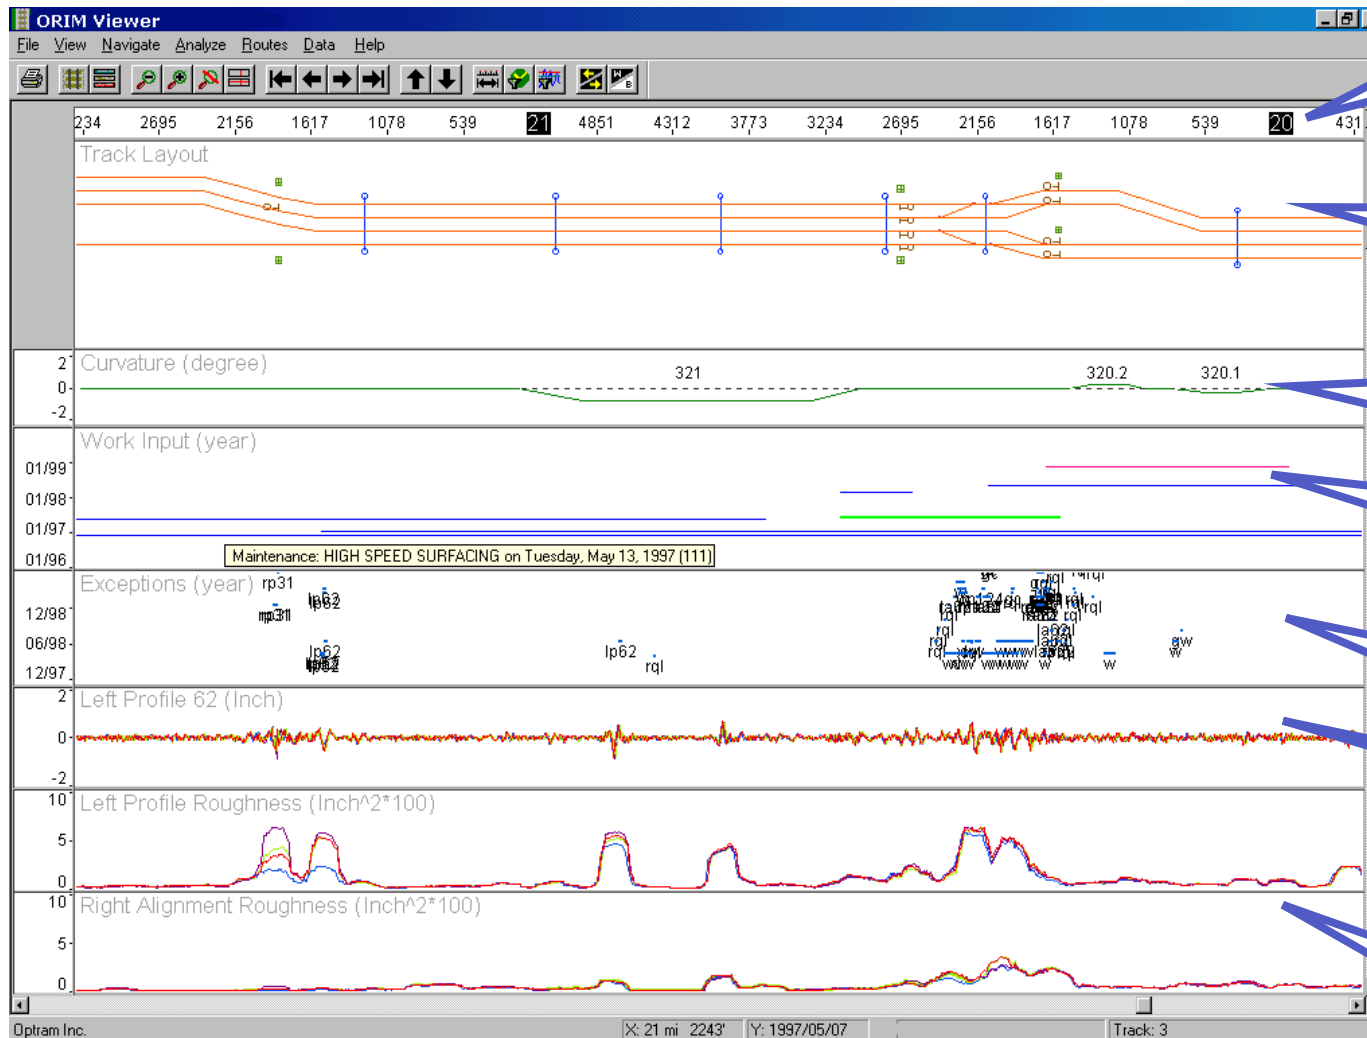 ORIM Viewer
File View Navigate Analyze Routes Data Help
234 2695 2156 1617 1078 539 21 4851 4312 3773 3234 2695 2156 1617 1078 539 20 431
Track Layout
Curvature (degree)
2
0
-2
321 320.2 320.1
Work Input (year)
01/99
01/98
01/97
01/96
Maintenance: HIGH SPEED SURFACING on Tuesday, May 13, 1997 (111)
Exceptions (year)
12/98
06/98
12/97
rp31
lp62
lp62
rql
rql
rql
rql
gw
w
w
w
Left Profile 62 (Inch)
2
0
-2
Left Profile Roughness (Inch^2*100)
10
5
0
Right Alignment Roughness (Inch^2*100)
10
5
0
Optram Inc. X: 21 mi 2243' Y: 1997/05/07 Track: 3